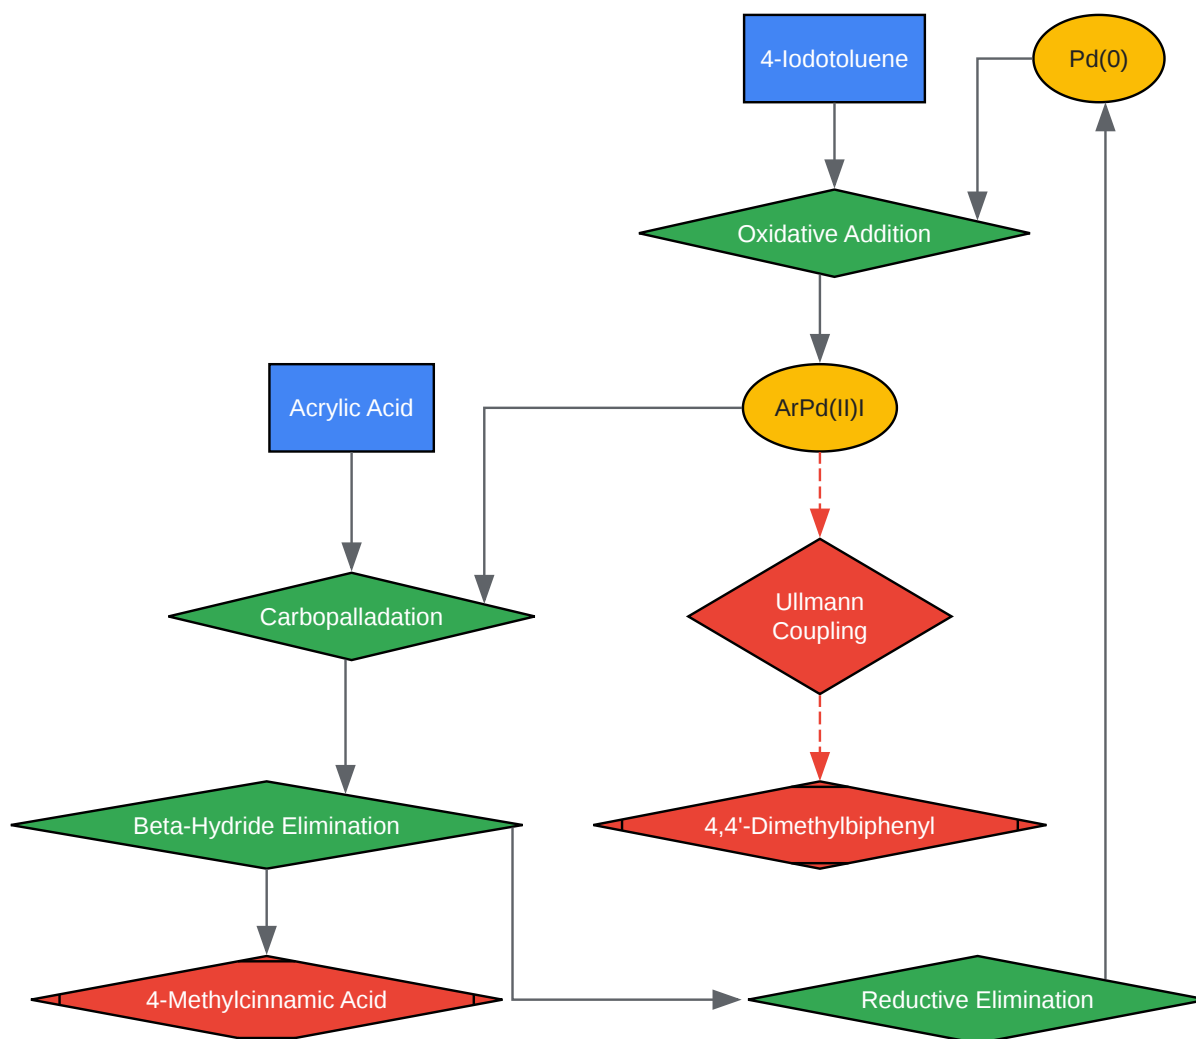 4-Iodotoluene
Pd(0)
Oxidative Addition
Acrylic Acid
ArPd(II)I
Carbopalladation
Ullmann
Coupling
Beta-Hydride Elimination
4,4'-Dimethylbiphenyl
4-Methylcinnamic Acid
Reductive Elimination